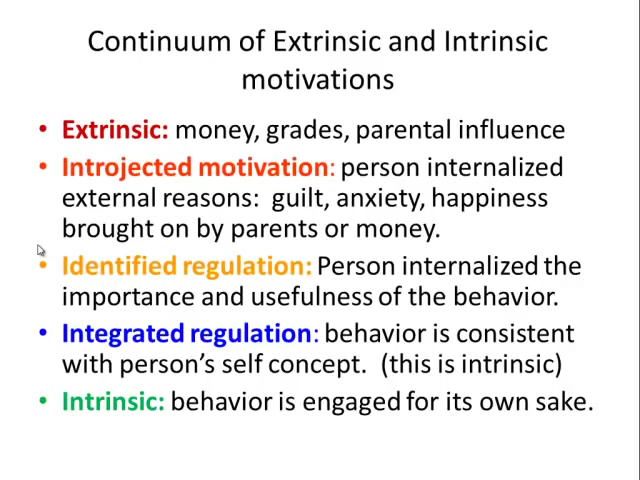 Continuum of Extrinsic and Intrinsic
motivations
• Extrinsic: money, grades, parental influence
• Introjected motivation: person internalized
external reasons: guilt, anxiety, happiness
brought on by parents or money.
• Identified regulation: Person internalized the
importance and usefulness of the behavior.
• Integrated regulation: behavior is consistent
with person's self concept. (this is intrinsic)
• Intrinsic: behavior is engaged for its own sake.